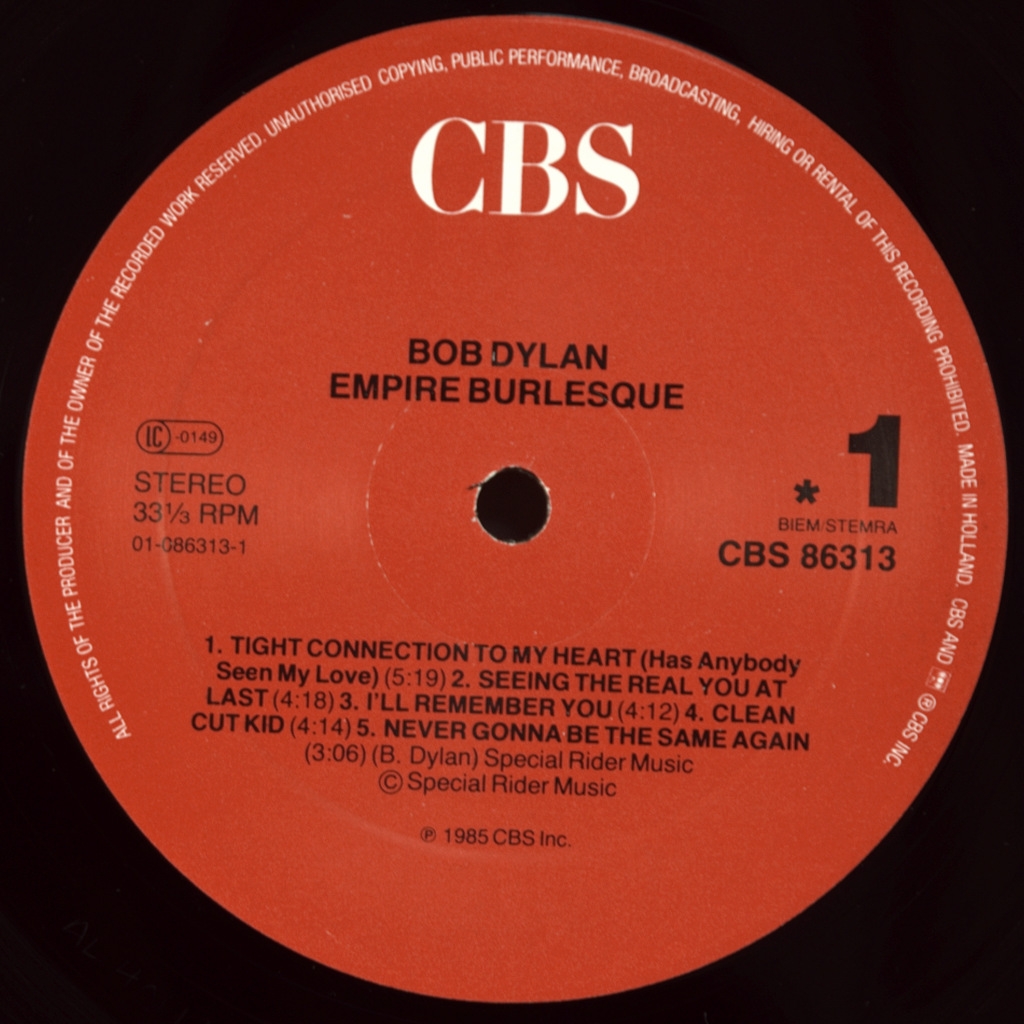 ALL RIGHTS OF THE PRODUCER AND OF THE OWNER OF THE RECORDED WORK RESERVED. UNAUTHORISED COPYING, PUBLIC PERFORMANCE, BROADCASTING, HIRING OR RENTAL OF THIS RECORDING PROHIBITED. MADE IN HOLLAND. CBS AND ℗ CBS INC.
CBS
BOB DYLAN
EMPIRE BURLESQUE
LC -0149
STEREO
33⅓ RPM
01-086313-1
1
*
BIEM/STEMRA
CBS 86313
1. TIGHT CONNECTION TO MY HEART (Has Anybody
Seen My Love) (5:19) 2. SEEING THE REAL YOU AT
LAST (4:18) 3. I'LL REMEMBER YOU (4:12) 4. CLEAN
CUT KID (4:14) 5. NEVER GONNA BE THE SAME AGAIN
(3:06) (B. Dylan) Special Rider Music
© Special Rider Music
℗ 1985 CBS Inc.